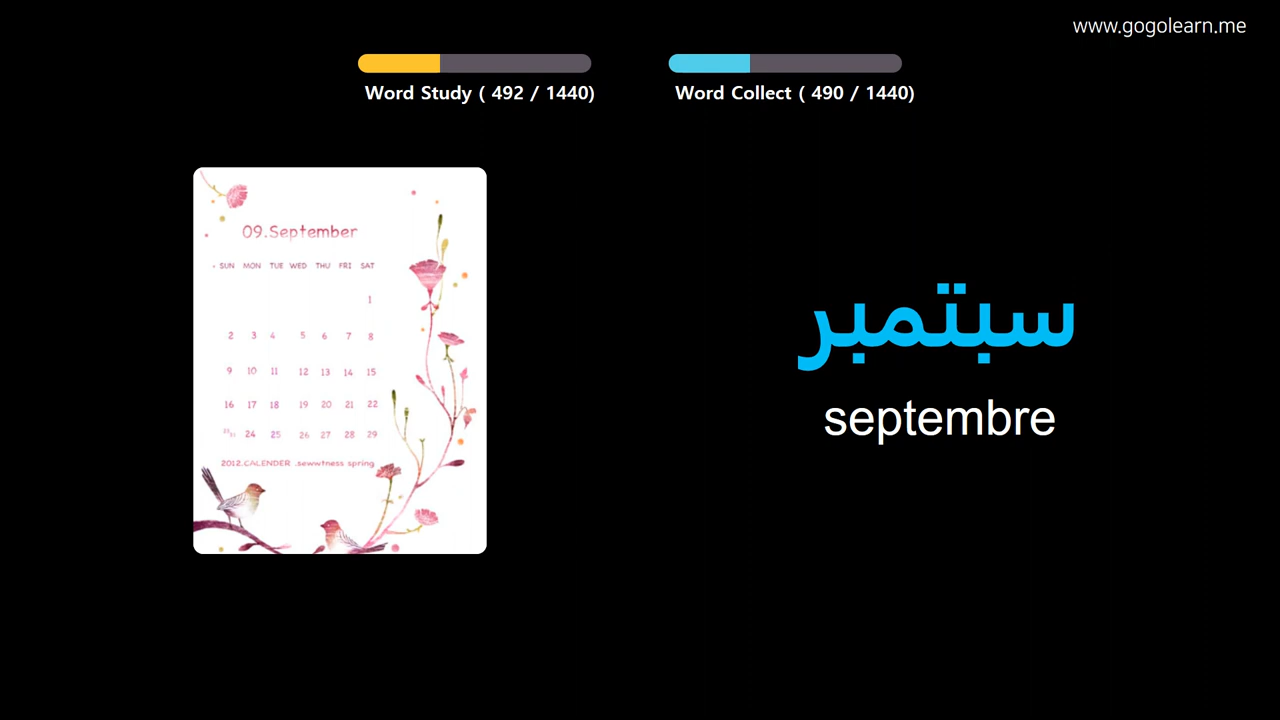 www.gogolearn.me
Word Study ( 492 / 1440)
Word Collect ( 490 / 1440)
09.September
SUN MON TUE WED THU FRI SAT
1
2 3 4 5 6 7 8
9 10 11 12 13 14 15
16 17 18 19 20 21 22
24 25 26 27 28 29
2012.CALENDER .sewwtness spring
سبتمبر
septembre